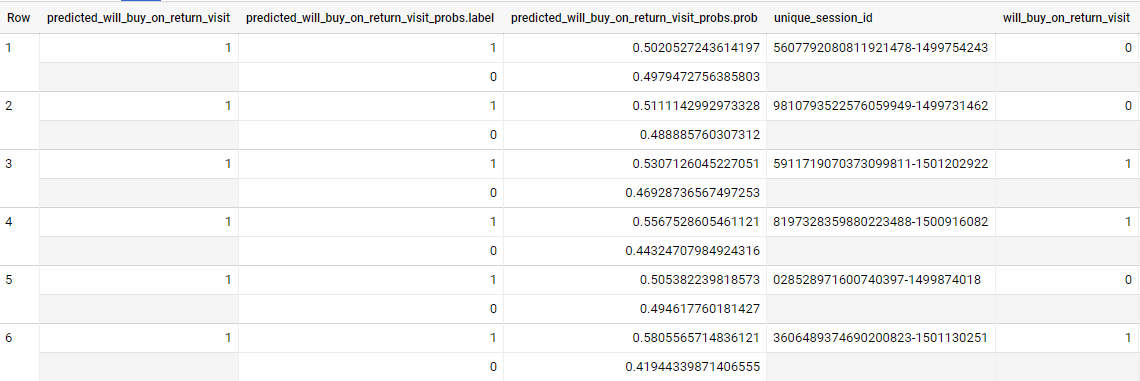 Row predicted_will_buy_on_return_visit predicted_will_buy_on_return_visit_probs.label predicted_will_buy_on_return_visit_probs.prob unique_session_id will_buy_on_return_visit
1 1 1 0.5020527243614197 5607792080811921478-1499754243 0
0 0.4979472756385803
2 1 1 0.5111142992973328 9810793522576059949-1499731462 0
0 0.488885760307312
3 1 1 0.5307126045227051 5911719070373099811-1501202922 1
0 0.46928736567497253
4 1 1 0.5567528605461121 8197328359880223488-1500916082 1
0 0.44324707984924316
5 1 1 0.505382239818573 028528971600740397-1499874018 0
0 0.494617760181427
6 1 1 0.5805565714836121 3606489374690200823-1501130251 1
0 0.41944339871406555